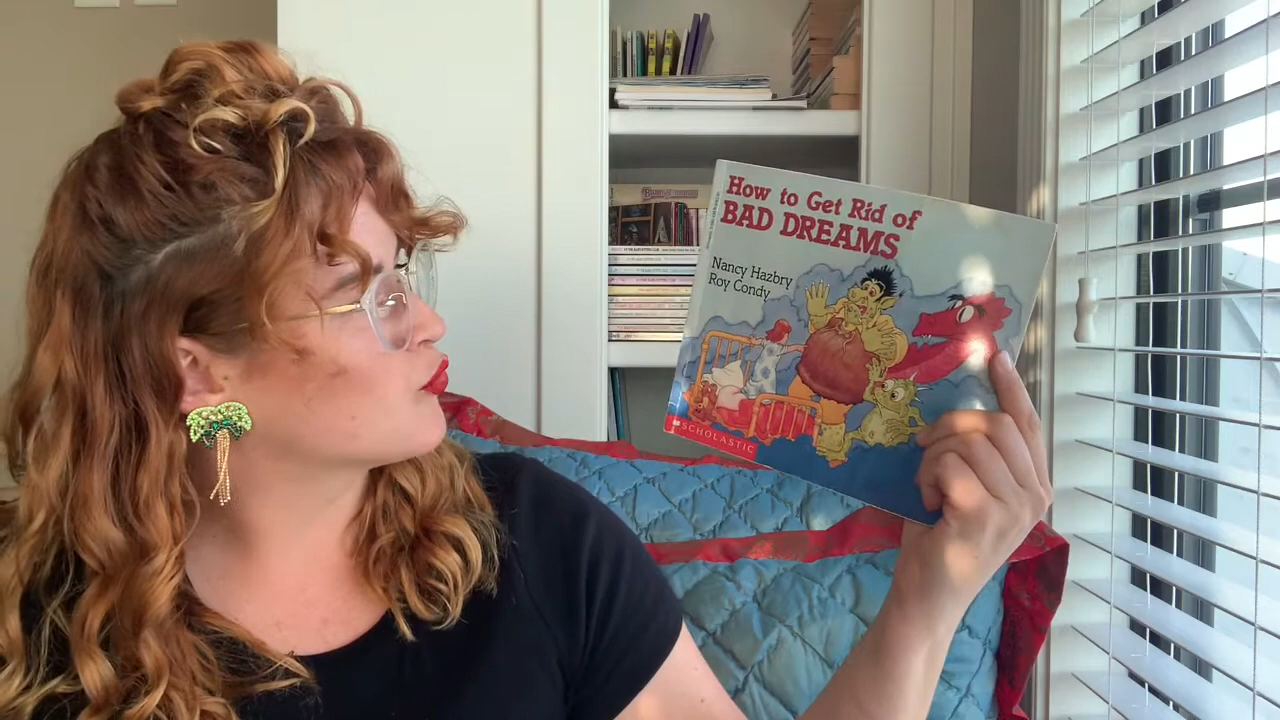 How to Get Rid of
BAD DREAMS
Nancy Hazbry
Roy Condy
SCHOLASTIC